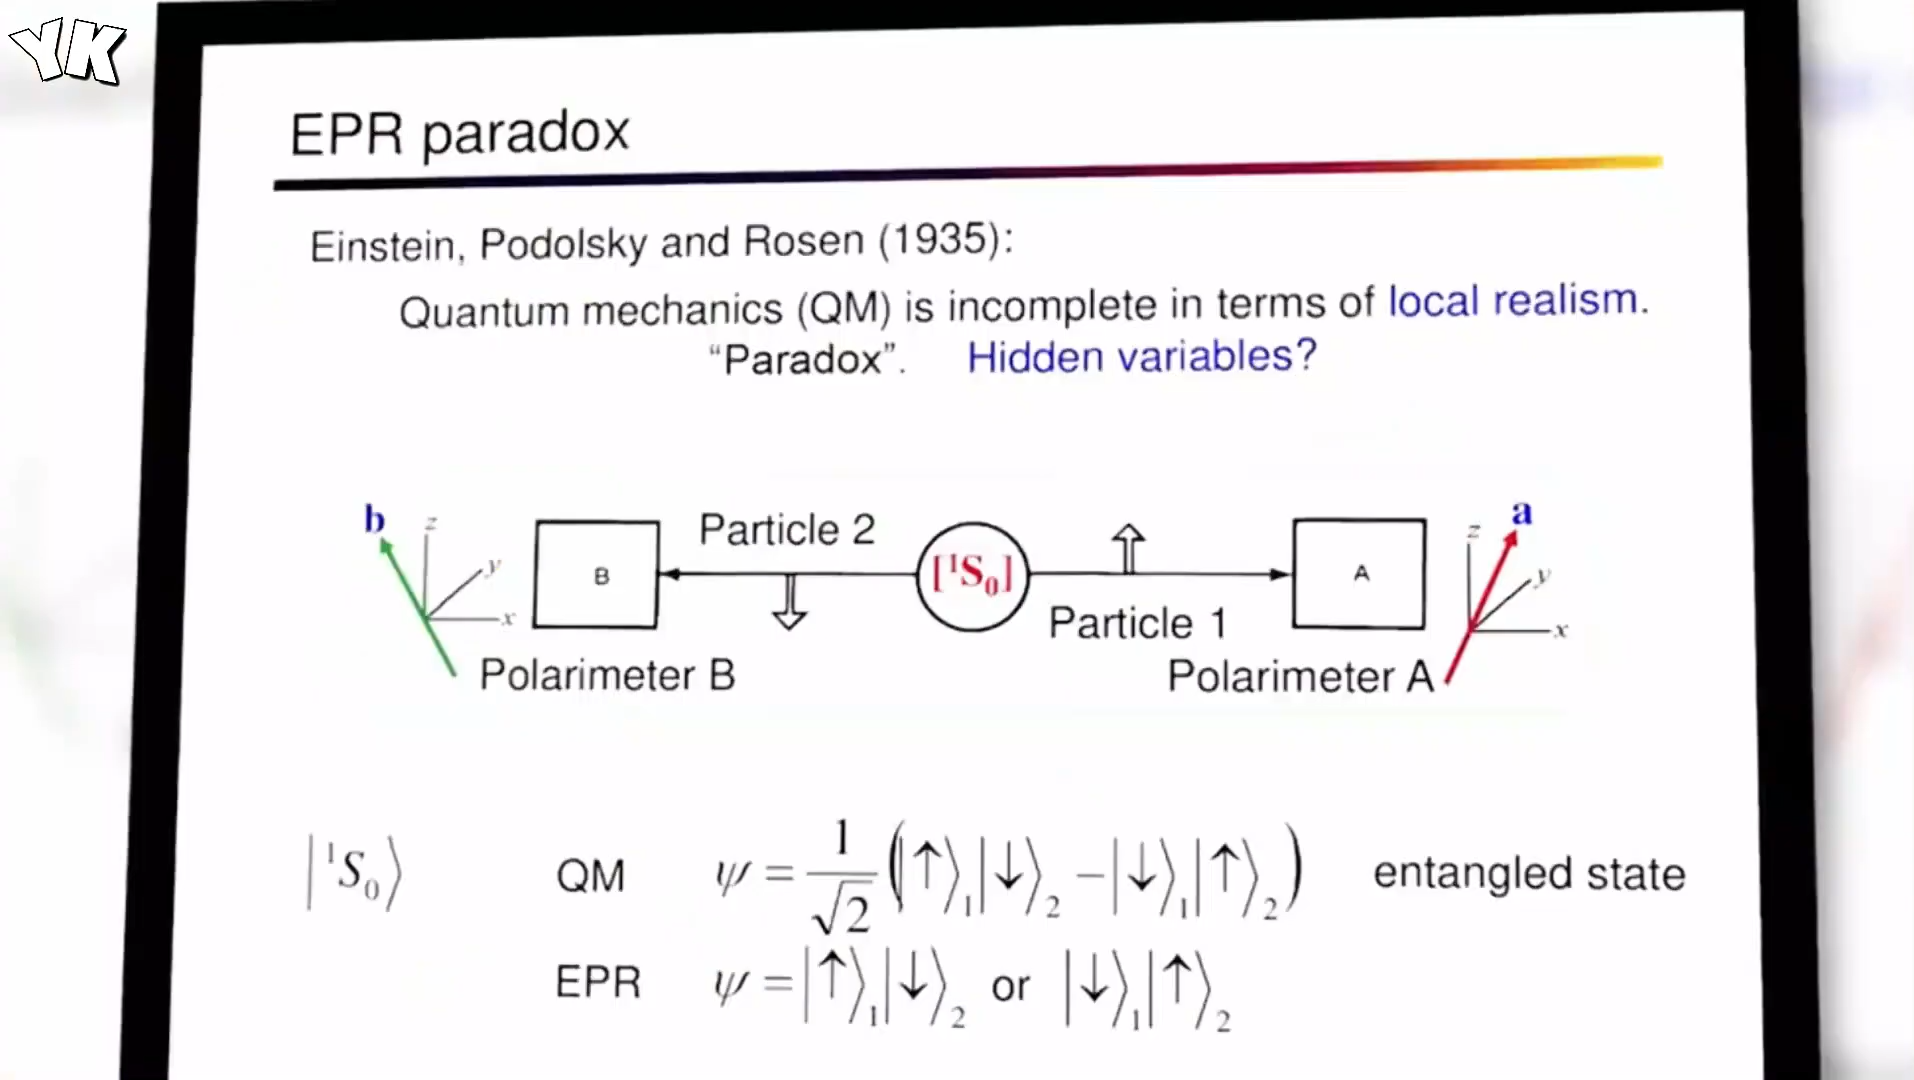 YK
EPR paradox
Einstein, Podolsky and Rosen (1935):
Quantum mechanics (QM) is incomplete in terms of local realism.
“Paradox”. Hidden variables?
b z y x B Particle 2 [¹S₀] A z a y x
Particle 1
Polarimeter B Polarimeter A
|¹S₀⟩ QM ψ = 1/√2 (|↑⟩₁|↓⟩₂ −|↓⟩₁|↑⟩₂) entangled state
EPR ψ = |↑⟩₁|↓⟩₂ or |↓⟩₁|↑⟩₂